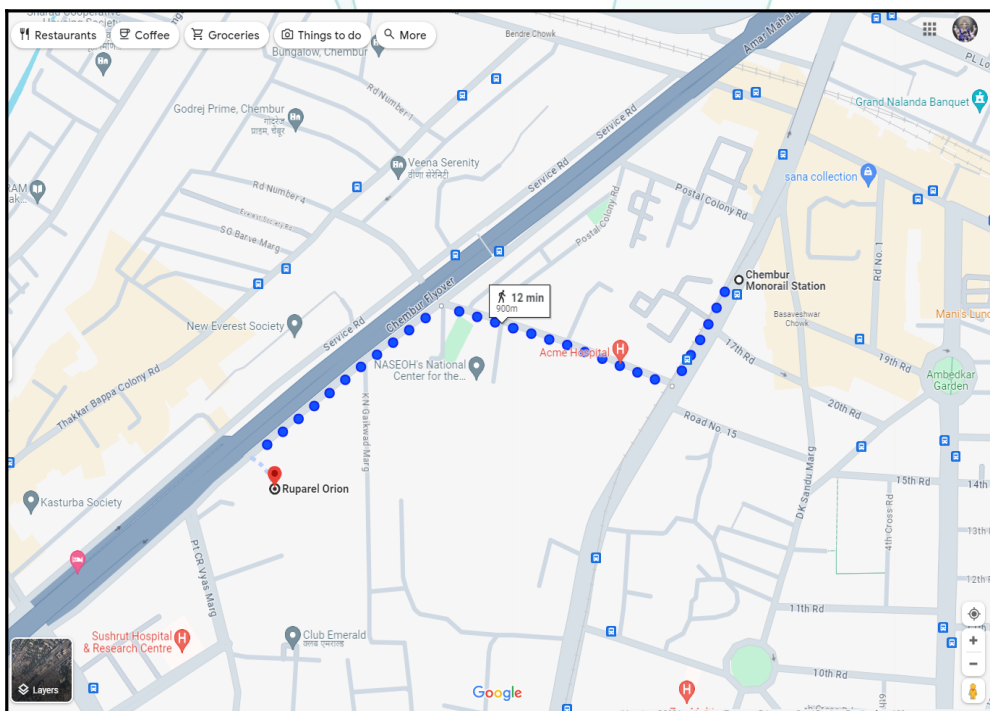 Restaurants
Coffee
Groceries
Things to do
More
Bungalow, Chembur
Amar Mahal
Bendre Chowk
PL Lo
Grand Nalanda Banquet
Rd Number 1
Godrej Prime, Chembur
गोदरेज
प्राइम, चेंबूर
Service Rd
Veena Serenity
वीणा सेरेनिटी
Service Rd
sana collection
RAM
Rd Number 4
SG Barve Marg
Postal Colony Rd
Postal Colony Rd
Rd No. 1
Chembur
Monorail Station
12 min
900m
Chembur Flyover
Basaveshwar
Chowk
Mani's Lunc
New Everest Society
Service Rd
Acme Hospital
NASEOH's National
Center for the...
17th Rd
19th Rd
Ambedkar
Garden
Thakkar Bappa Colony Rd
KN Gaikwad Marg
20th Rd
Road No. 15
DK Sandu Marg
15th Rd
14th
Ruparel Orion
Kasturba Society
4th Cross Rd
13th
Pt CR Vyas Marg
12th R
11th Rd
Sushrut Hospital
& Research Centre
Club Emerald
क्लब एमराल्ड
10th Rd
Layers
Google